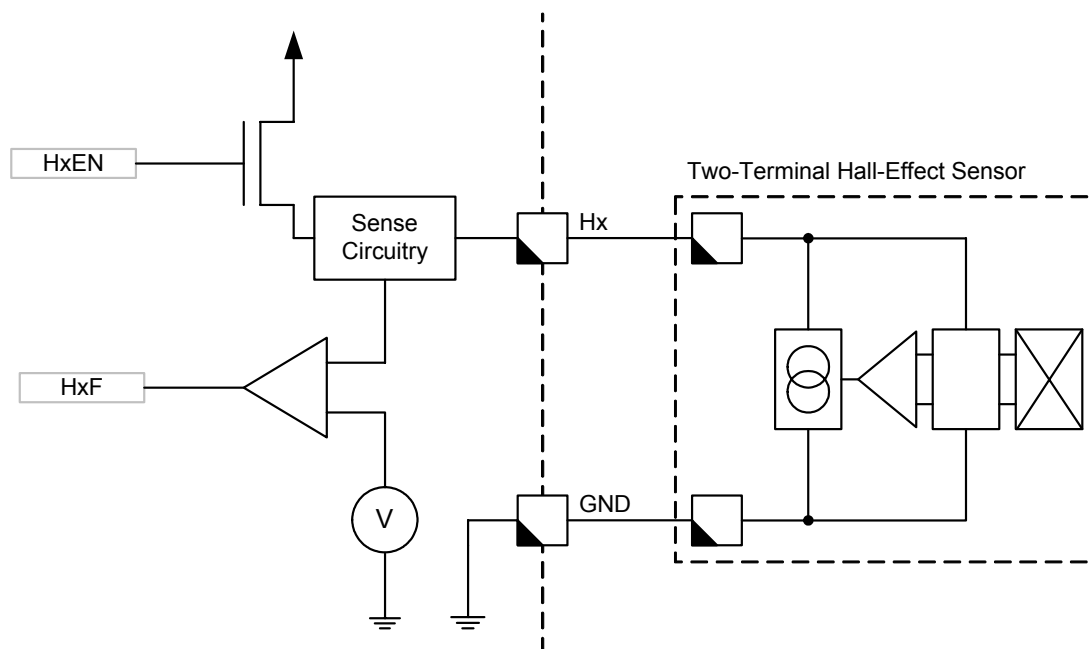 HxEN
Two-Terminal Hall-Effect Sensor
Sense
Circuitry
Hx
HxF
GND
V